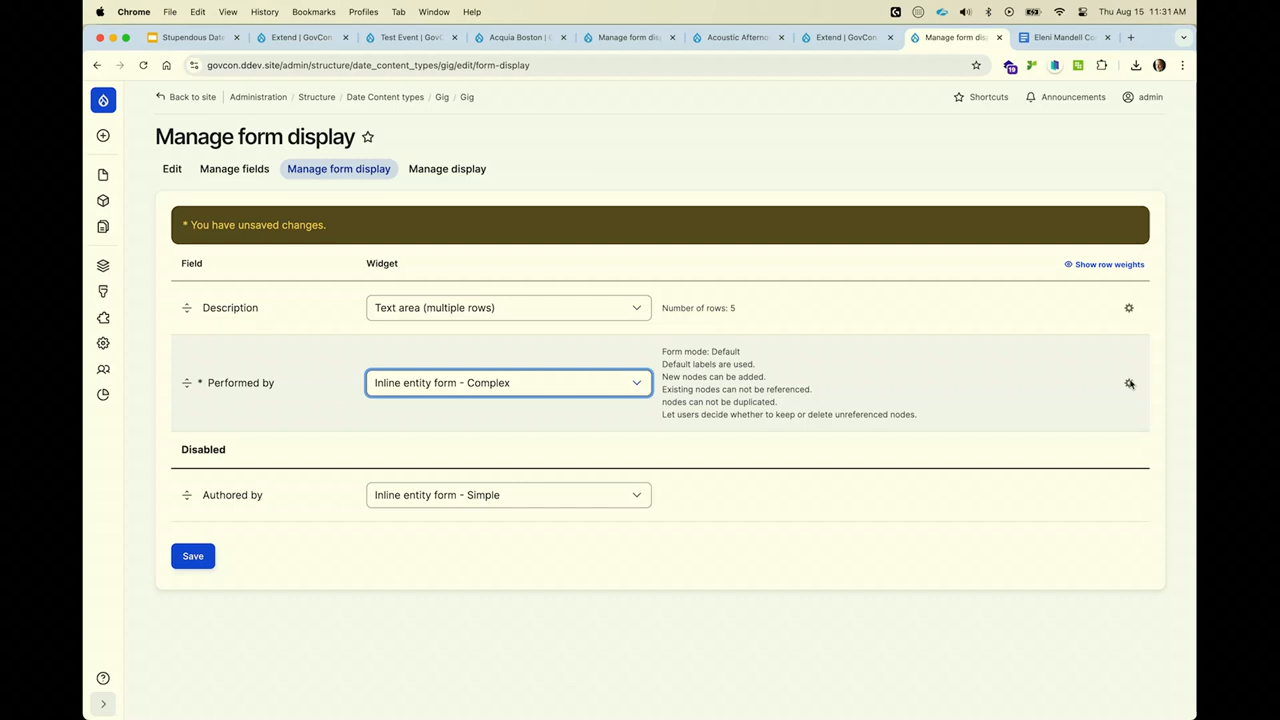 Chrome File Edit View History Bookmarks Profiles Tab Window Help Thu Aug 15 11:31 AM
Stupendous Date Extend | GovCon Test Event | GovC Acquia Boston | Manage form dis Acoustic Afterno Extend | GovCon Manage form dis Eleni Mandell Co
govcon.ddev.site/admin/structure/date_content_types/gig/edit/form-display 19
Back to site Administration Structure Date Content types Gig Gig Shortcuts Announcements admin
Manage form display
Edit Manage fields Manage form display Manage display
* You have unsaved changes.
Field Widget Show row weights
Description Text area (multiple rows) Number of rows: 5
Form mode: Default
Default labels are used.
New nodes can be added.
* Performed by Inline entity form - Complex
Existing nodes can not be referenced.
nodes can not be duplicated.
Let users decide whether to keep or delete unreferenced nodes.
Disabled
Authored by Inline entity form - Simple
Save